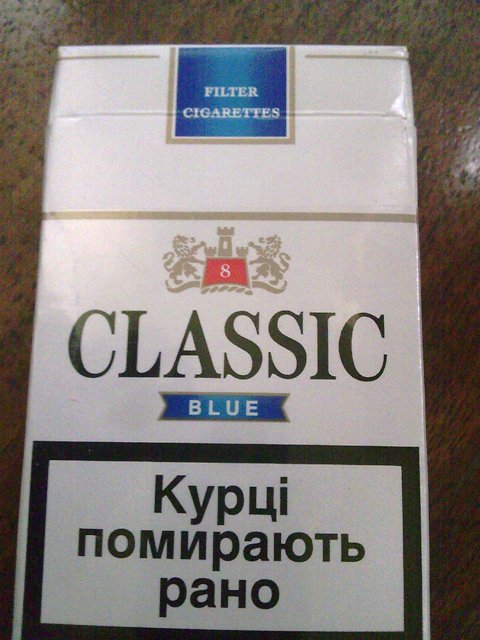 FILTER
CIGARETTES
8
CLASSIC
BLUE
Курці
помирають
рано